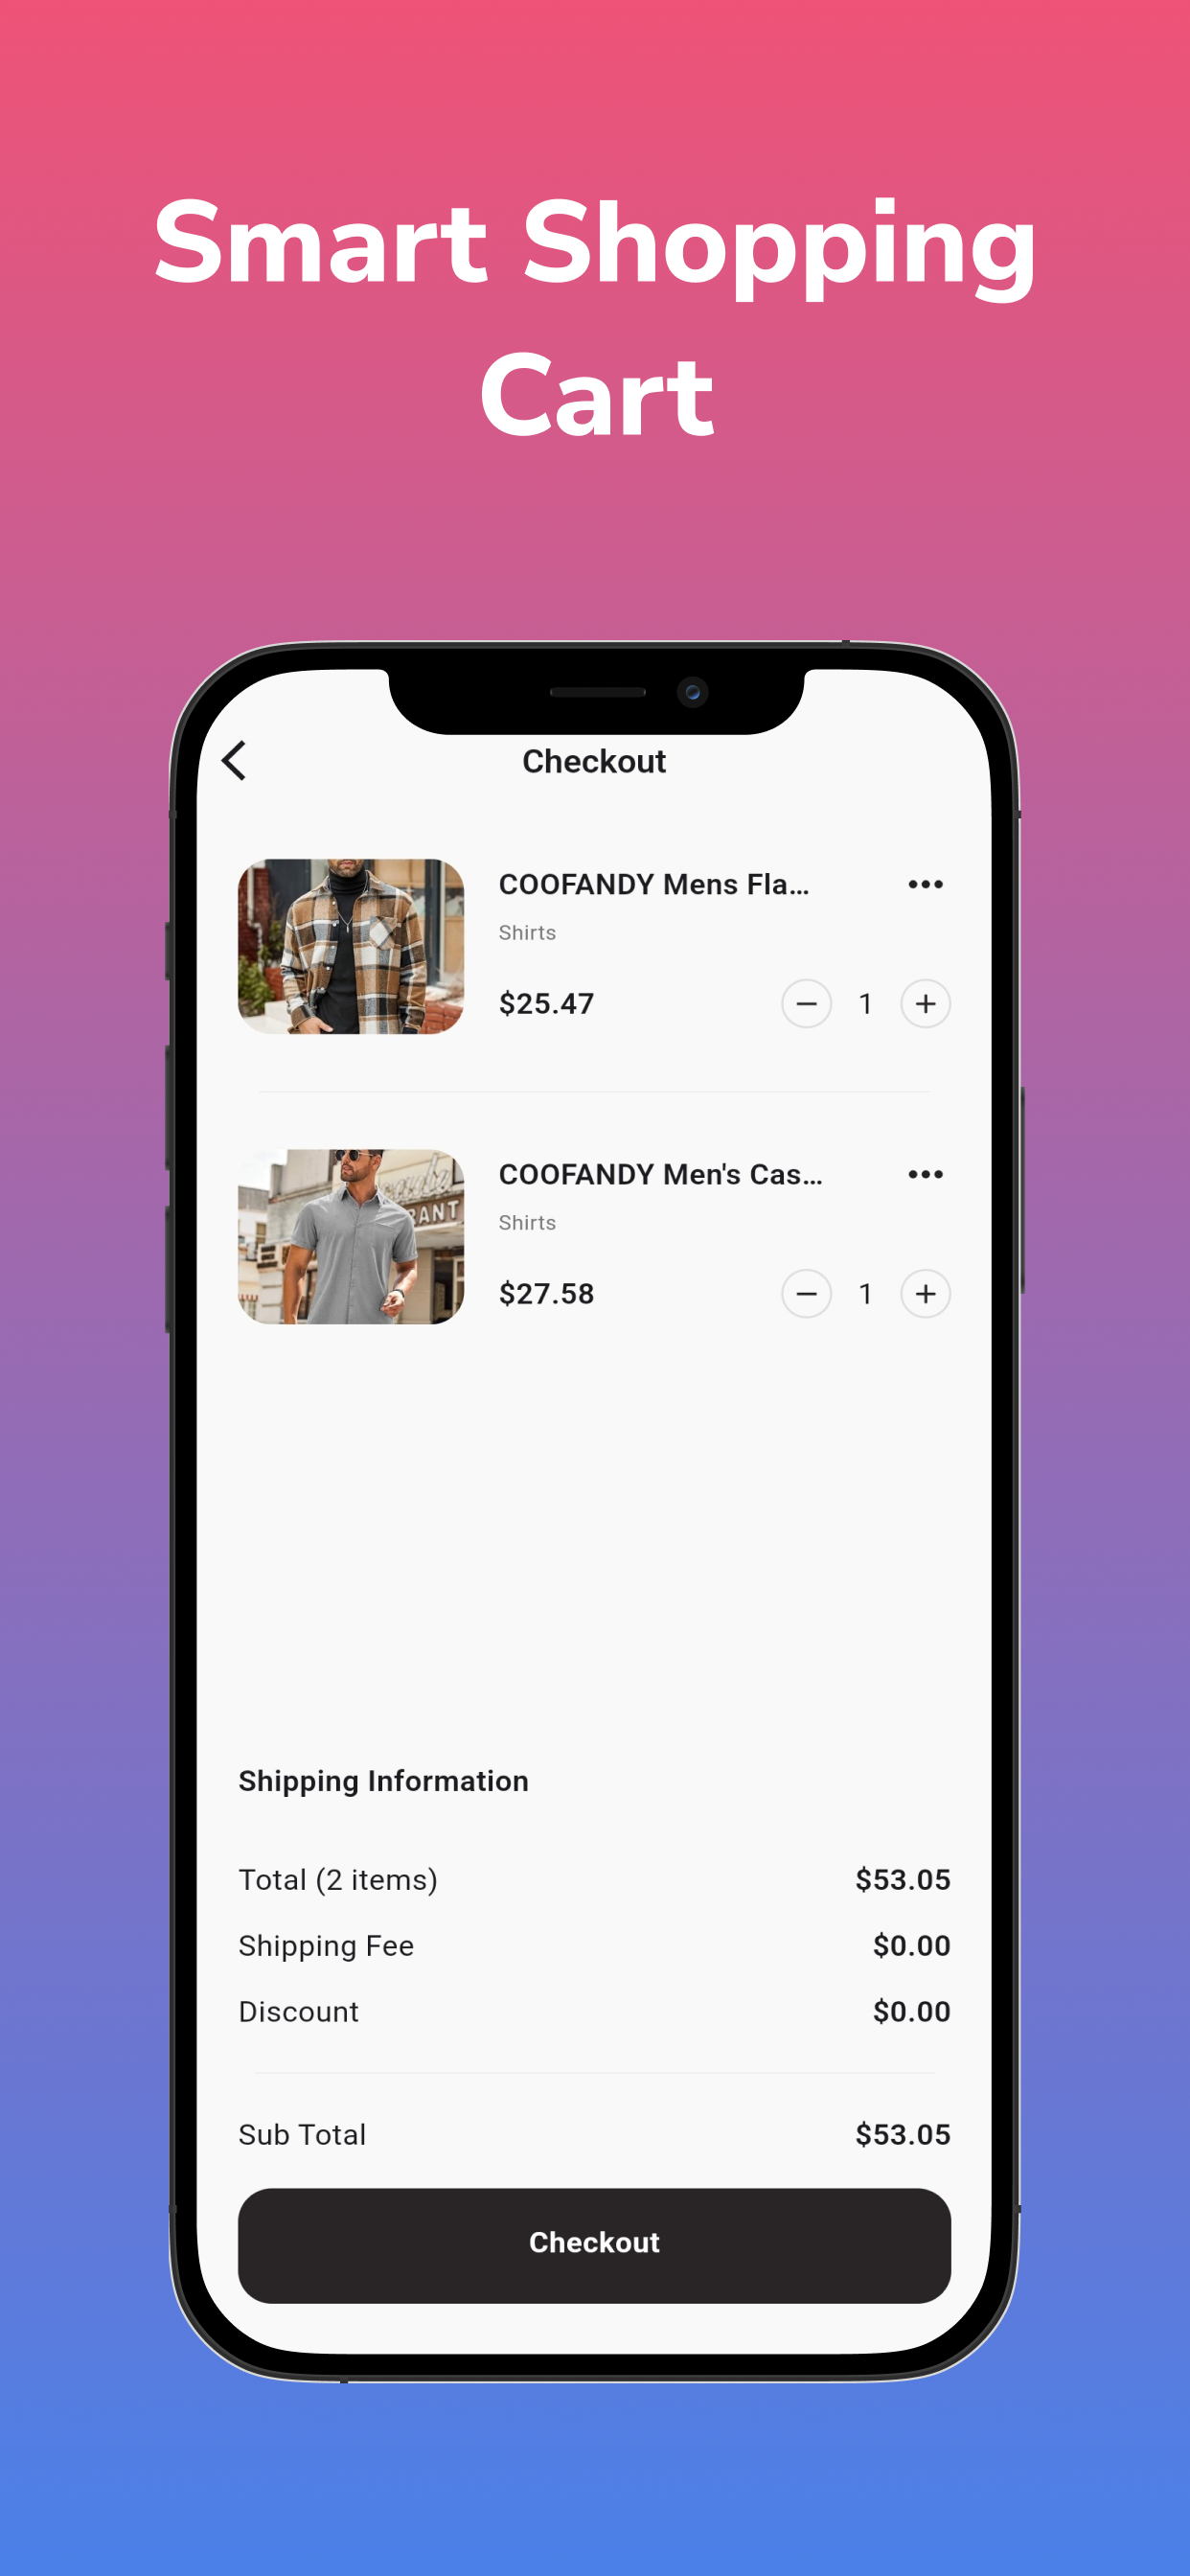 Smart Shopping
Cart
Checkout
COOFANDY Mens Fla...
Shirts
$25.47
1
COOFANDY Men's Cas...
Shirts
$27.58
1
RANT
Shipping Information
Total (2 items) $53.05
Shipping Fee $0.00
Discount $0.00
Sub Total $53.05
Checkout